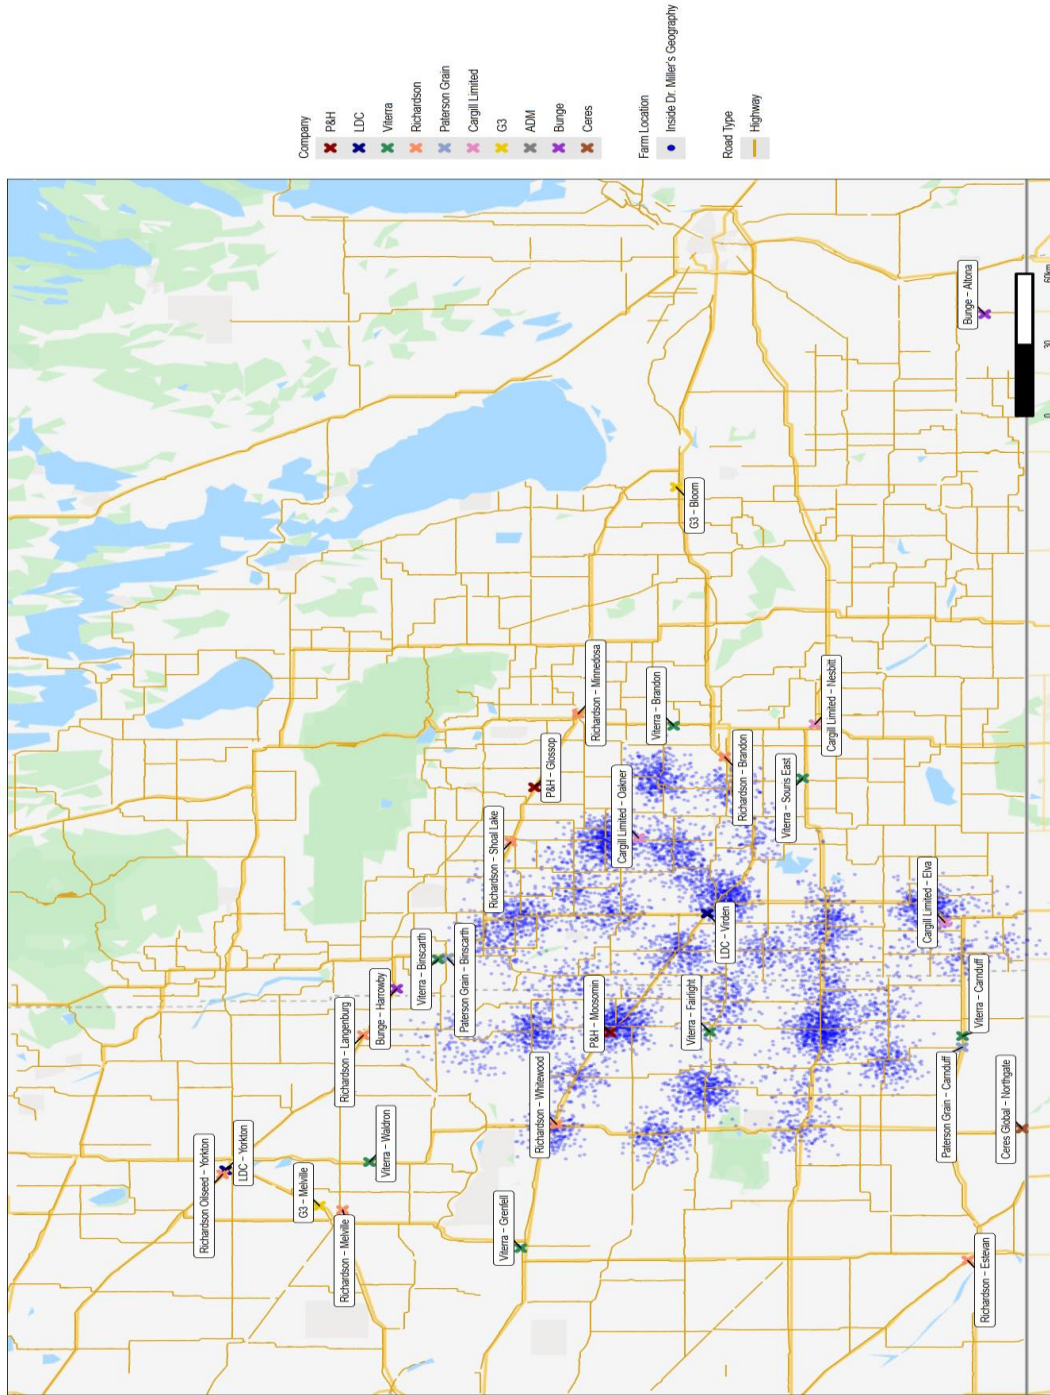 Company
P&H
LDC
Viterra
Richardson
Paterson Grain
Cargill Limited
G3
ADM
Bunge
Ceres
Farm Location
Inside Dr. Miller's Geography
Road Type
Highway
Richardson Oilseed – Yorkton
LDC – Yorkton
G3 – Melville
Richardson – Melville
Viterra – Waldron
Richardson – Langenburg
Bunge – Harrowby
Viterra – Binscarth
Paterson Grain – Binscarth
Richardson – Shoal Lake
P&H – Glossop
Richardson – Minnedosa
Viterra – Grenfell
Richardson – Whitewood
P&H – Moosomin
Cargill Limited – Oakner
Viterra – Brandon
G3 – Bloom
Viterra – Fairlight
LDC – Virden
Richardson – Brandon
Viterra – Souris East
Cargill Limited – Nesbitt
Cargill Limited – Elva
Paterson Grain – Carnduff
Viterra – Carnduff
Richardson – Estevan
Ceres Global – Northgate
Bunge – Altona
0
30
60km